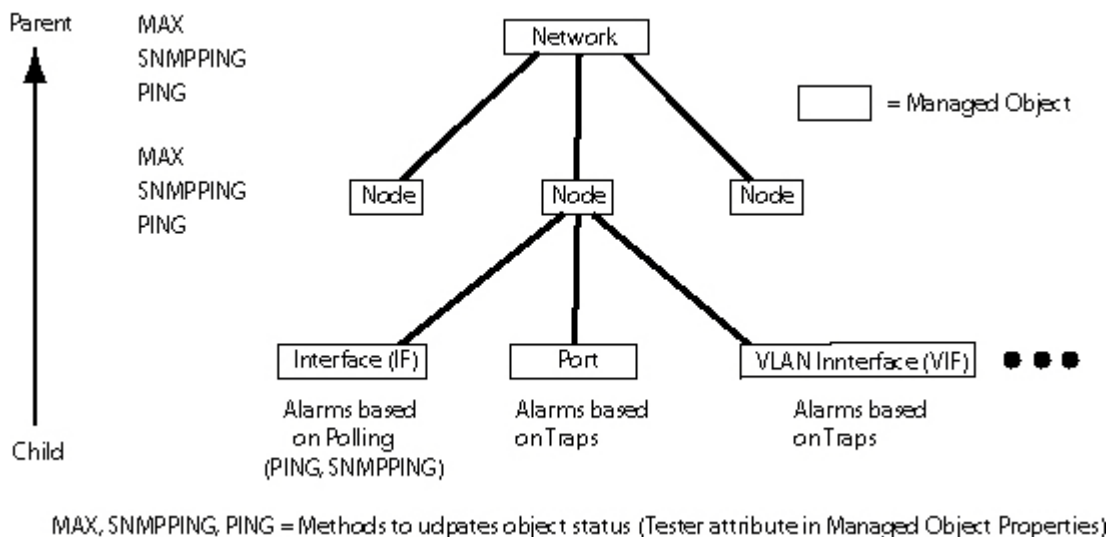 Parent
MAX
SNMPPING
PING
Network
= Managed Object
MAX
SNMPPING
PING
Node
Node
Node
Interface (IF)
Port
VLAN Innterface (VIF)
Alarms based
on Polling
(PING, SNMPPING)
Alarms based
on Traps
Alarms based
on Traps
Child
MAX, SNMPPING, PING = Methods to udpates object status (Tester attribute in Managed Object Properties)